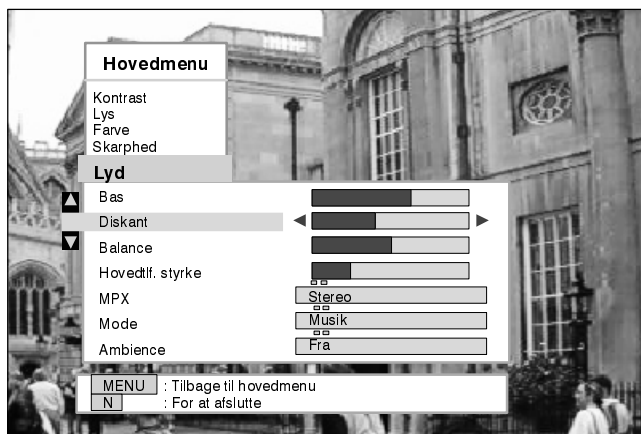 Hovedmenu
Kontrast
Lys
Farve
Skarphed
Lyd
Bas
Diskant
Balance
Hovedtlf. styrke
MPX Stereo
Mode Musik
Ambience Fra
MENU : Tilbage til hovedmenu
N : For at afslutte